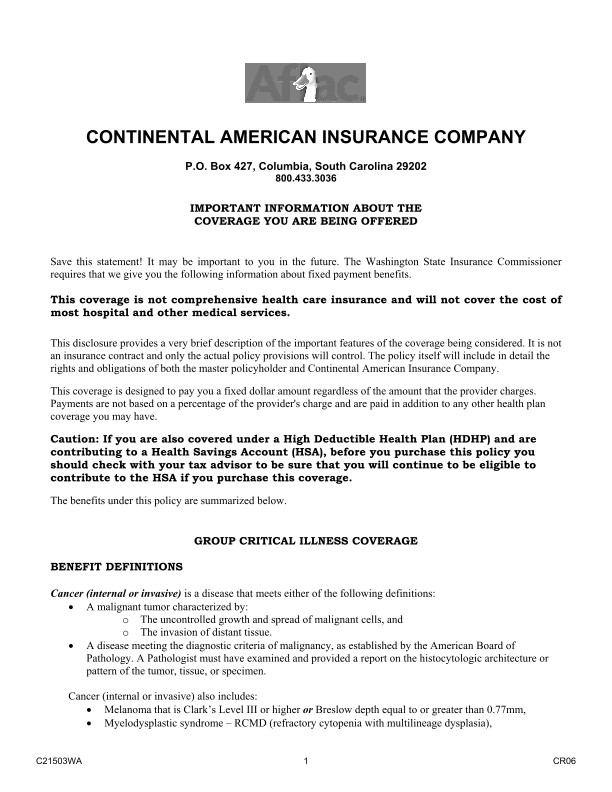 Aflac.
CONTINENTAL AMERICAN INSURANCE COMPANY
P.O. Box 427, Columbia, South Carolina 29202
800.433.3036
IMPORTANT INFORMATION ABOUT THE
COVERAGE YOU ARE BEING OFFERED
Save this statement! It may be important to you in the future. The Washington State Insurance Commissioner
requires that we give you the following information about fixed payment benefits.
This coverage is not comprehensive health care insurance and will not cover the cost of
most hospital and other medical services.
This disclosure provides a very brief description of the important features of the coverage being considered. It is not
an insurance contract and only the actual policy provisions will control. The policy itself will include in detail the
rights and obligations of both the master policyholder and Continental American Insurance Company.
This coverage is designed to pay you a fixed dollar amount regardless of the amount that the provider charges.
Payments are not based on a percentage of the provider's charge and are paid in addition to any other health plan
coverage you may have.
Caution: If you are also covered under a High Deductible Health Plan (HDHP) and are
contributing to a Health Savings Account (HSA), before you purchase this policy you
should check with your tax advisor to be sure that you will continue to be eligible to
contribute to the HSA if you purchase this coverage.
The benefits under this policy are summarized below.
GROUP CRITICAL ILLNESS COVERAGE
BENEFIT DEFINITIONS
Cancer (internal or invasive) is a disease that meets either of the following definitions:
• A malignant tumor characterized by:
o The uncontrolled growth and spread of malignant cells, and
o The invasion of distant tissue.
• A disease meeting the diagnostic criteria of malignancy, as established by the American Board of
Pathology. A Pathologist must have examined and provided a report on the histocytologic architecture or
pattern of the tumor, tissue, or specimen.
Cancer (internal or invasive) also includes:
• Melanoma that is Clark's Level III or higher or Breslow depth equal to or greater than 0.77mm,
• Myelodysplastic syndrome – RCMD (refractory cytopenia with multilineage dysplasia),
C21503WA 1 CR06